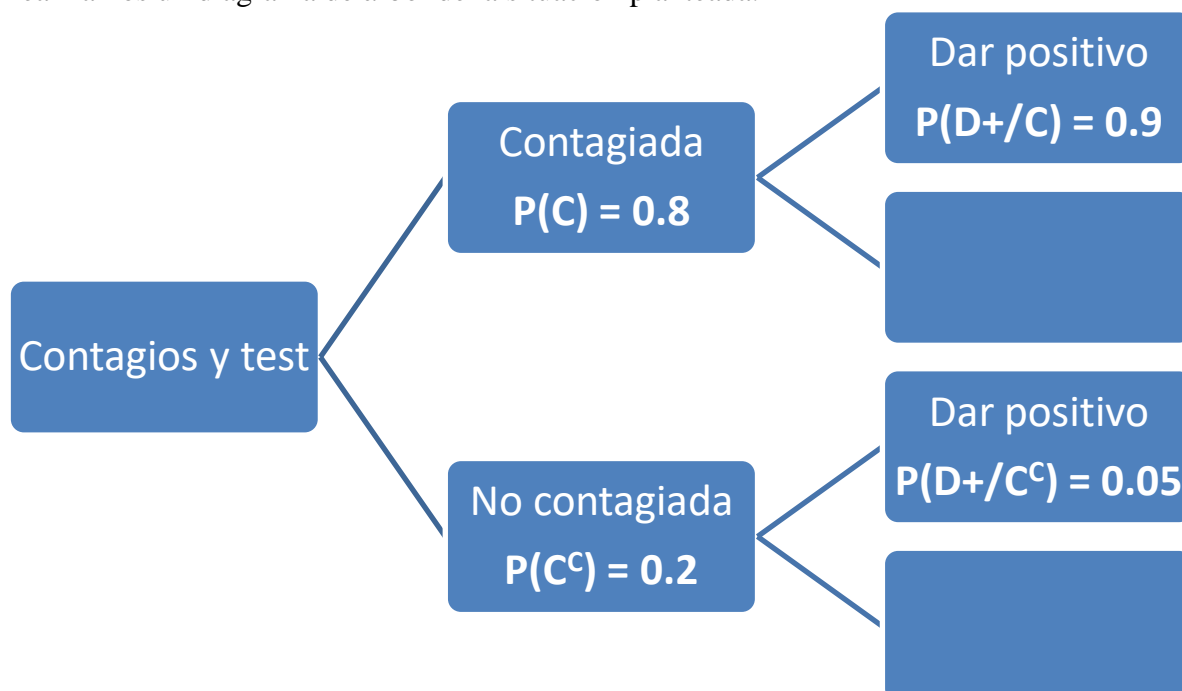 Dar positivo
P(D+/C) = 0.9
Contagiada
P(C) = 0.8
Contagios y test
Dar positivo
P(D+/Cᶜ) = 0.05
No contagiada
P(Cᶜ) = 0.2